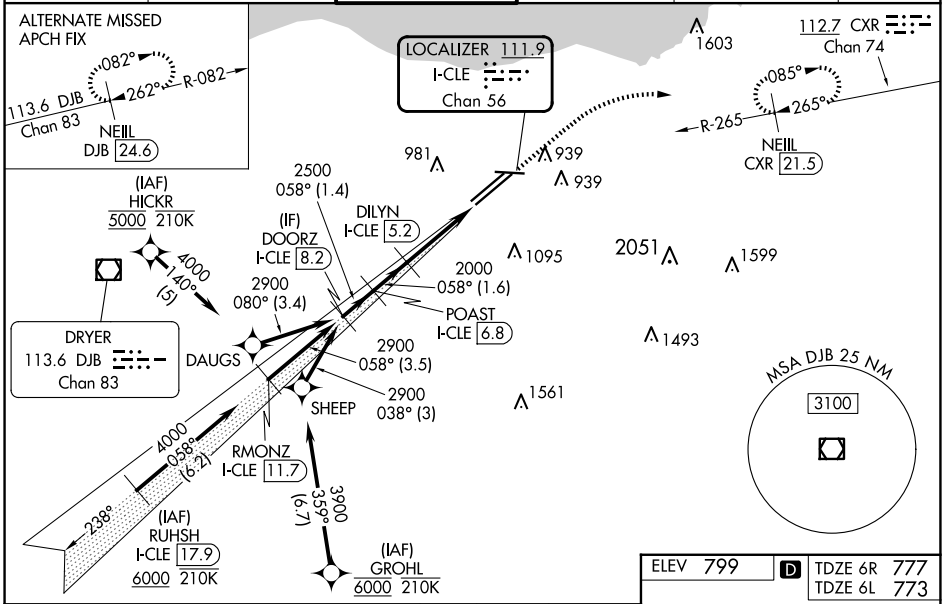 ALTERNATE MISSED
APCH FIX
082°
262°
R-082
113.6 DJB
Chan 83
NEIIL
DJB 24.6
LOCALIZER 111.9
I-CLE
Chan 56
1603
112.7 CXR
Chan 74
085°
265°
R-265
NEIIL
CXR 21.5
981
939
939
2500
058° (1.4)
(IAF)
HICKR
5000 210K
(IF)
DOORZ
I-CLE 8.2
DILYN
I-CLE 5.2
4000
140°
(5)
2900
080° (3.4)
1095
2051
1599
2000
058° (1.6)
POAST
I-CLE 6.8
DRYER
113.6 DJB
Chan 83
DAUGS
2900
058° (3.5)
1493
2900
038° (3)
SHEEP
1561
MSA DJB 25 NM
3100
4000
058°
(6.2)
RMONZ
I-CLE 11.7
238°
(IAF)
RUHSH
I-CLE 17.9
6000 210K
3900
359°
(6.7)
(IAF)
GROHL
6000 210K
ELEV 799
D
TDZE 6R 777
TDZE 6L 773